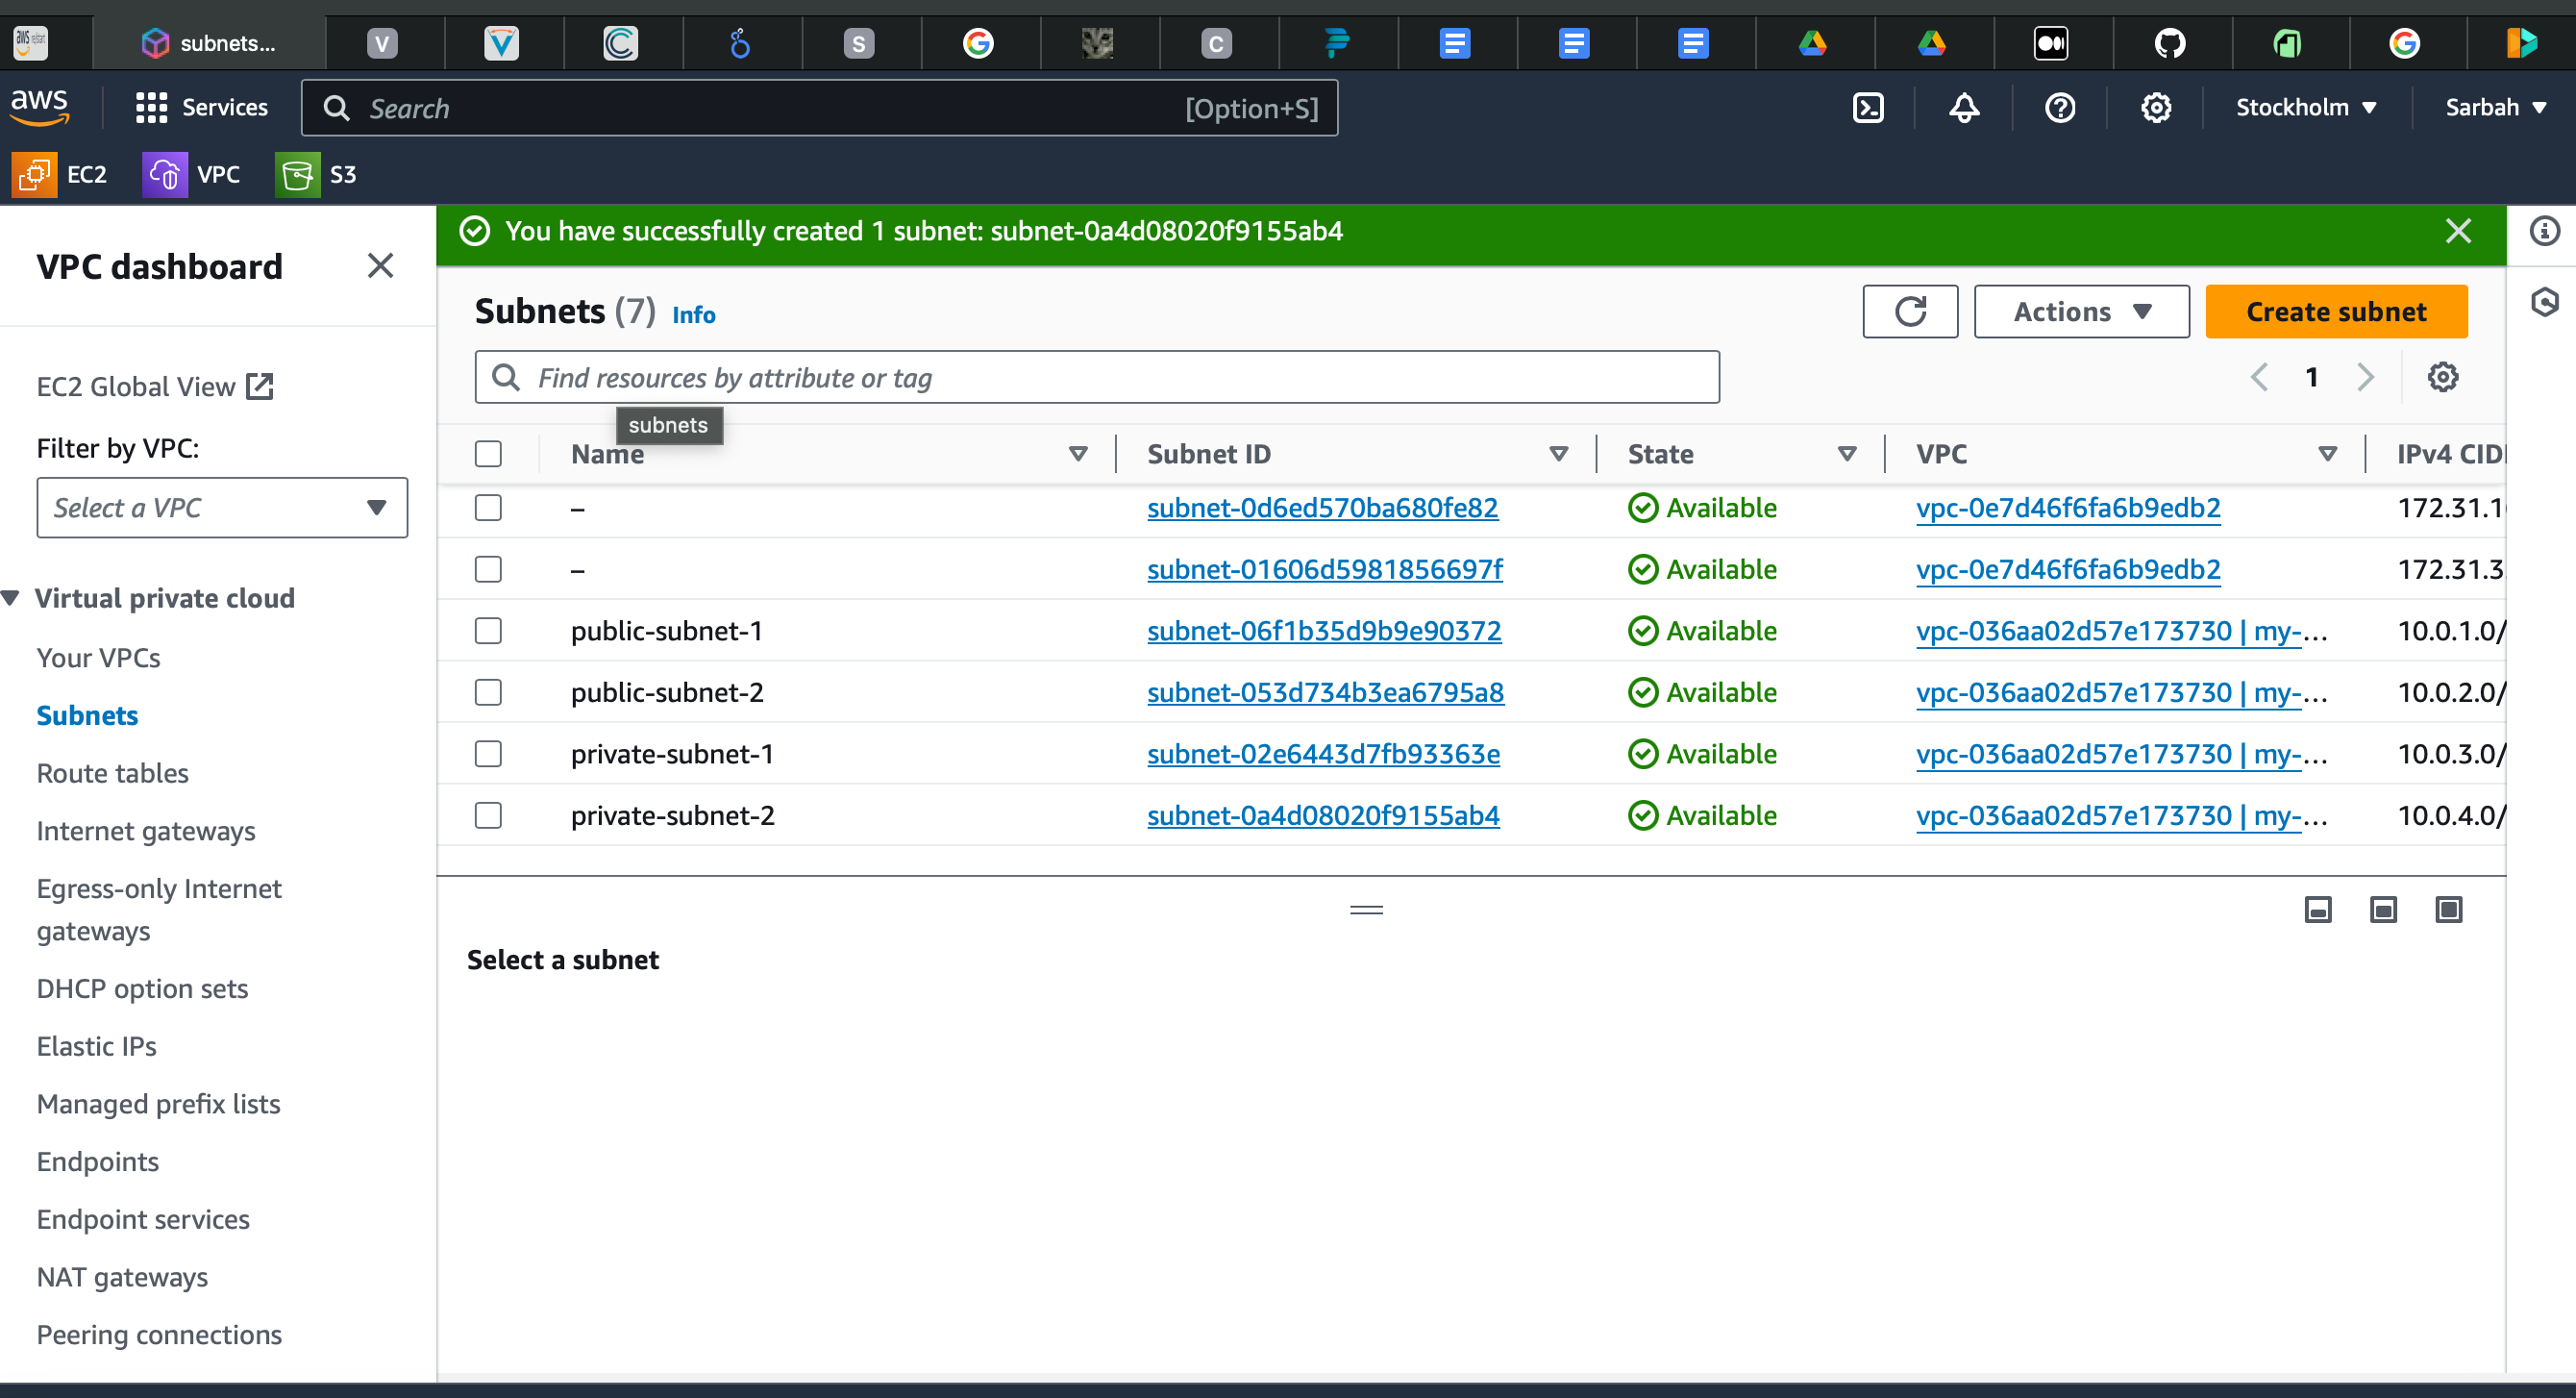 subnets...
V
S
C
aws
Services
Search
[Option+S]
Stockholm
Sarbah
EC2
VPC
S3
You have successfully created 1 subnet: subnet-0a4d08020f9155ab4
VPC dashboard
EC2 Global View
Filter by VPC:
Select a VPC
Virtual private cloud
Your VPCs
Subnets
Route tables
Internet gateways
Egress-only Internet
gateways
DHCP option sets
Elastic IPs
Managed prefix lists
Endpoints
Endpoint services
NAT gateways
Peering connections
Subnets (7) Info
Actions
Create subnet
Find resources by attribute or tag
1
subnets
Name Subnet ID State VPC IPv4
– subnet-0d6ed570ba680fe82 Available vpc-0e7d46f6fa6b9edb2 172.31.1
– subnet-01606d5981856697f Available vpc-0e7d46f6fa6b9edb2 172.31.3
public-subnet-1 subnet-06f1b35d9b9e90372 Available vpc-036aa02d57e173730 | my-... 10.0.1.0/
public-subnet-2 subnet-053d734b3ea6795a8 Available vpc-036aa02d57e173730 | my-... 10.0.2.0/
private-subnet-1 subnet-02e6443d7fb93363e Available vpc-036aa02d57e173730 | my-... 10.0.3.0/
private-subnet-2 subnet-0a4d08020f9155ab4 Available vpc-036aa02d57e173730 | my-... 10.0.4.0/
Select a subnet